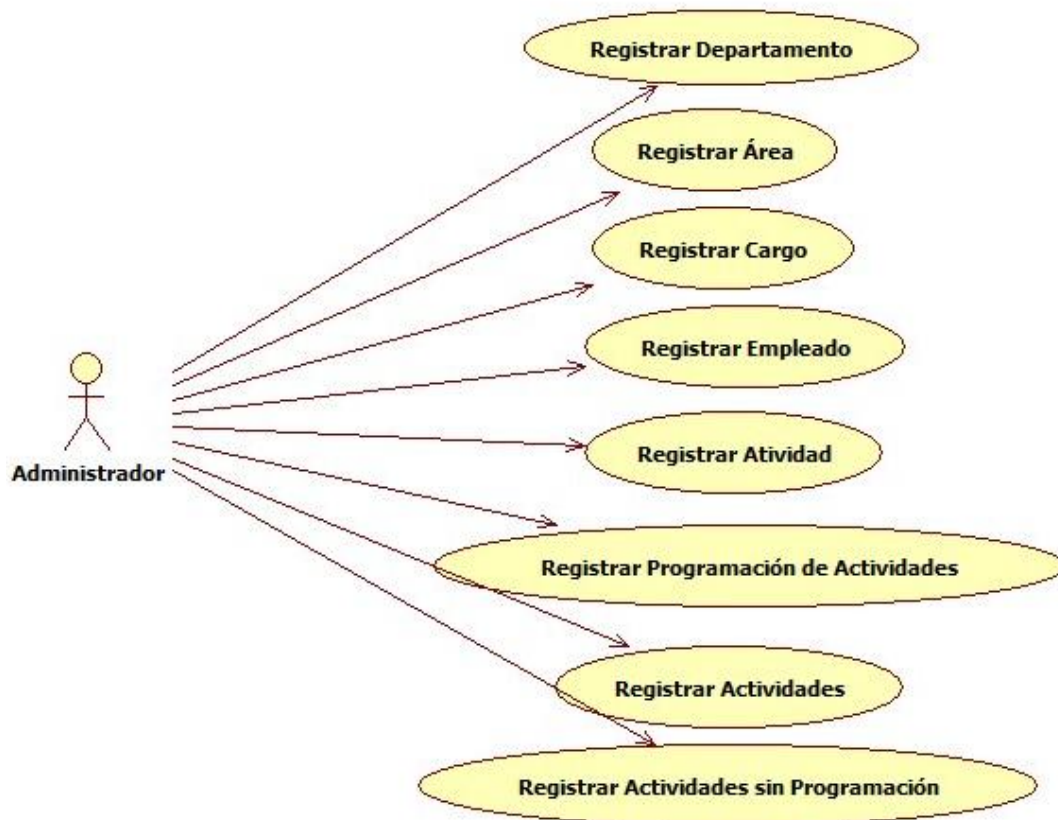 Registrar Departamento
Registrar Área
Registrar Cargo
Registrar Empleado
Administrador
Registrar Atividad
Registrar Programación de Actividades
Registrar Actividades
Registrar Actividades sin Programación